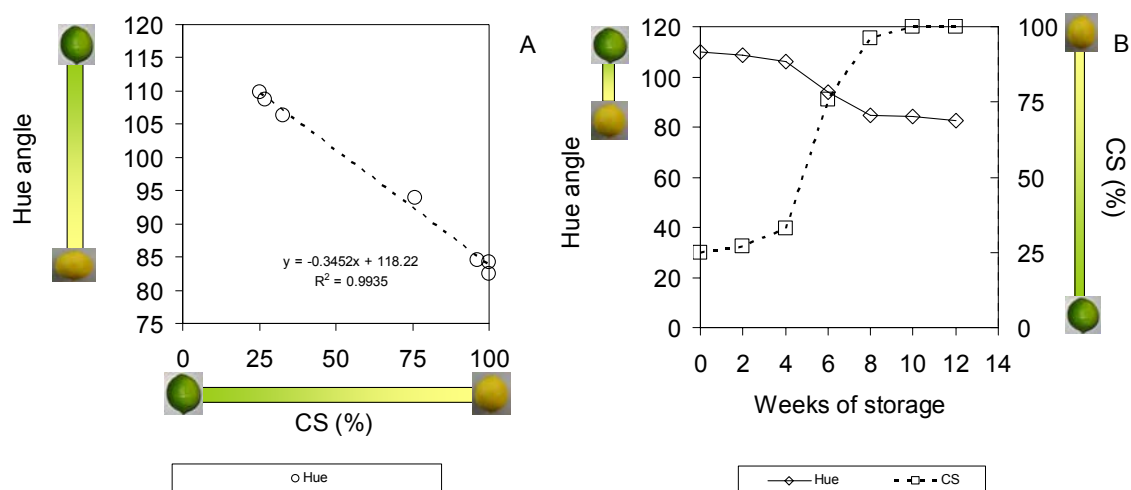 A
Hue angle
120
115
110
105
100
95
90
85
80
75
y = -0.3452x + 118.22
R² = 0.9935
0 25 50 75 100
CS (%)
Hue
B
Hue angle
120
100
80
60
40
20
0
100
75
50
25
0
CS (%)
0 2 4 6 8 10 12 14
Weeks of storage
Hue CS